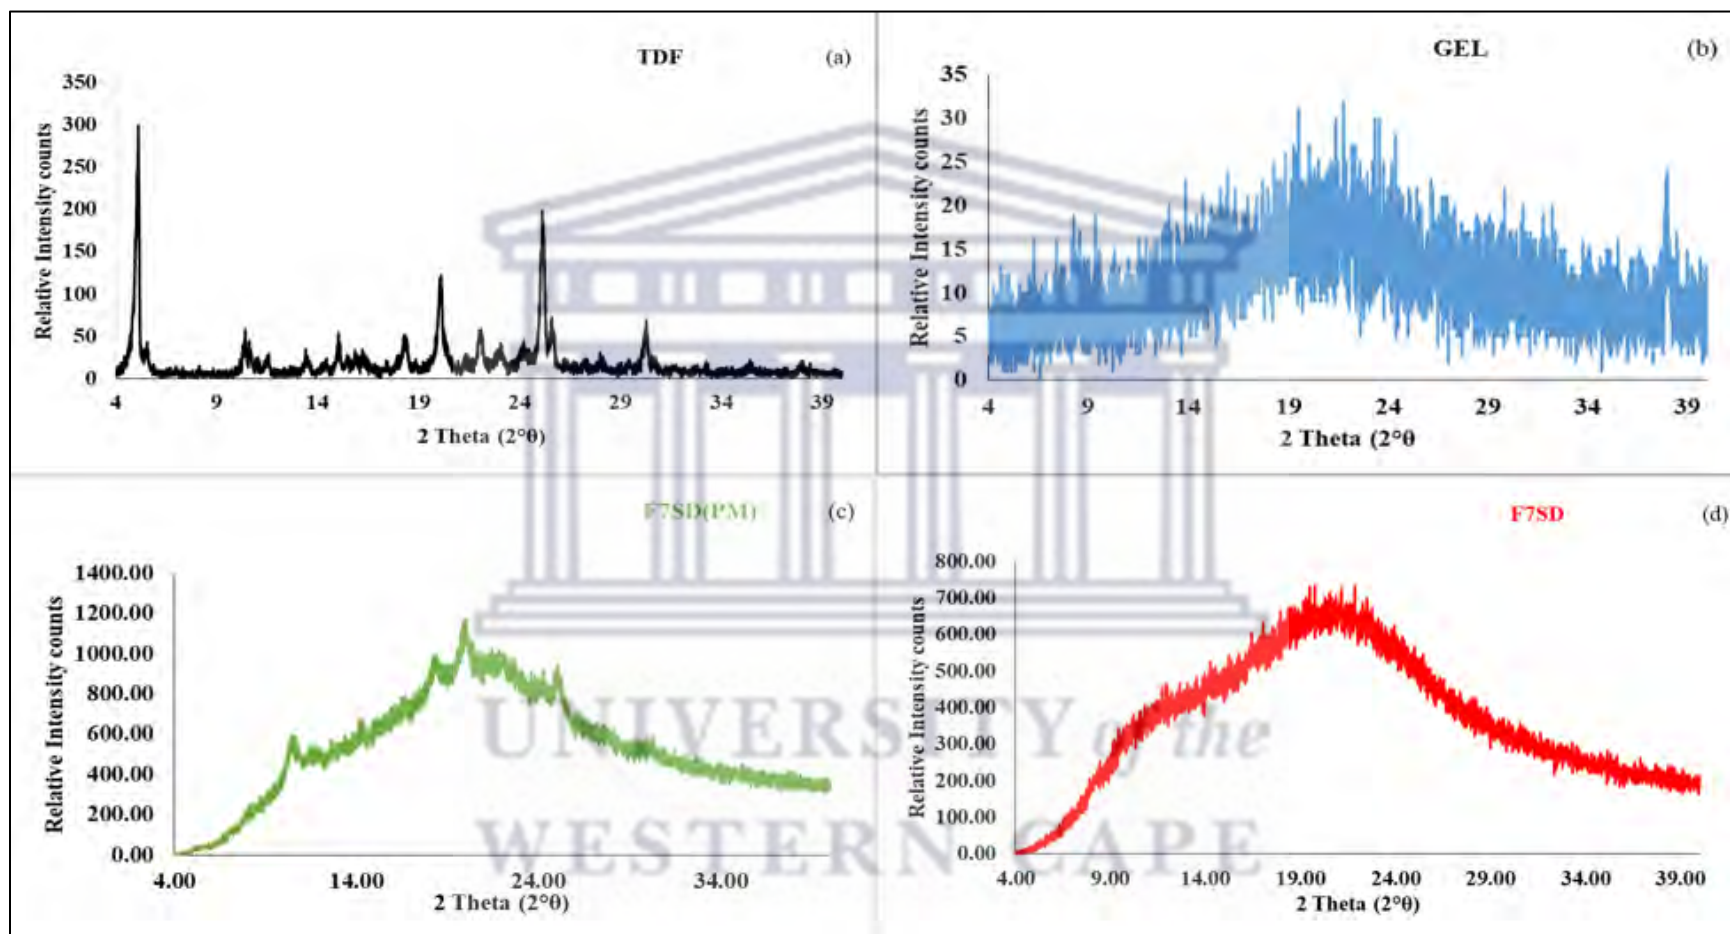 TDF (a)
350
300
250
200
150
100
50
0
Relative Intensity counts
4 9 14 19 24 29 34 39
2 Theta (2°θ)
GEL (b)
35
30
25
20
15
10
5
0
Relative Intensity counts
4 9 14 19 24 29 34 39
2 Theta (2°θ
F7SD(PM) (c)
1400.00
1200.00
1000.00
800.00
600.00
400.00
200.00
0.00
Relative Intensity counts
4.00 14.00 24.00 34.00
2 Theta (2°θ)
F7SD (d)
800.00
700.00
600.00
500.00
400.00
300.00
200.00
100.00
0.00
Relative Intensity counts
4.00 9.00 14.00 19.00 24.00 29.00 34.00 39.00
2 Theta (2°θ)
UNIVERSITY of the
WESTERN CAPE